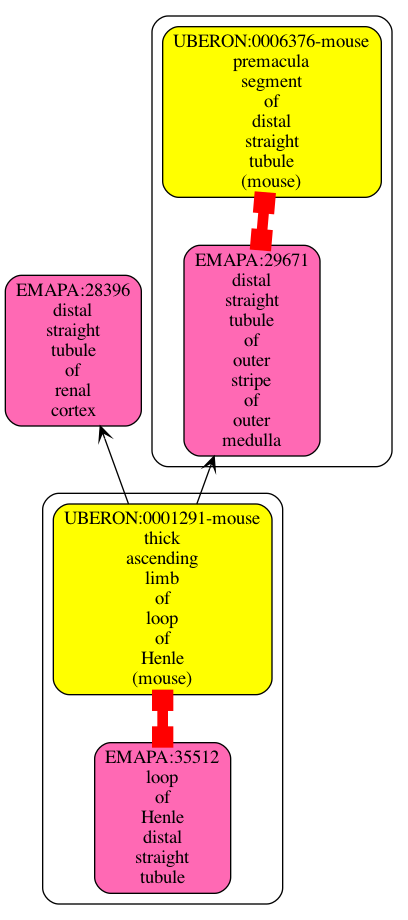 UBERON:0006376-mouse
premacula
segment
of
distal
straight
tubule
(mouse)
EMAPA:29671
distal
straight
tubule
of
outer
stripe
of
outer
medulla
EMAPA:28396
distal
straight
tubule
of
renal
cortex
UBERON:0001291-mouse
thick
ascending
limb
of
loop
of
Henle
(mouse)
EMAPA:35512
loop
of
Henle
distal
straight
tubule